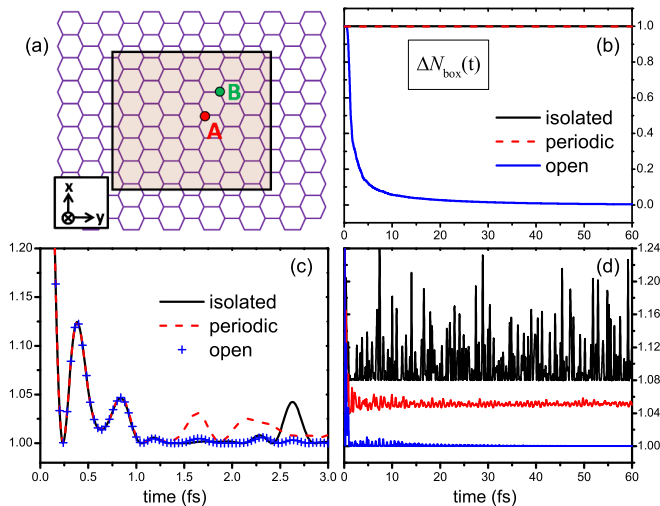 (a)
B
A
x
y
(b)
ΔN_box(t)
isolated
periodic
open
1.0
0.8
0.6
0.4
0.2
0.0
0 10 20 30 40 50 60
(c)
isolated
periodic
open
1.20
1.15
1.10
1.05
1.00
0.0 0.5 1.0 1.5 2.0 2.5 3.0
time (fs)
(d)
1.24
1.20
1.16
1.12
1.08
1.04
1.00
0 10 20 30 40 50 60
time (fs)